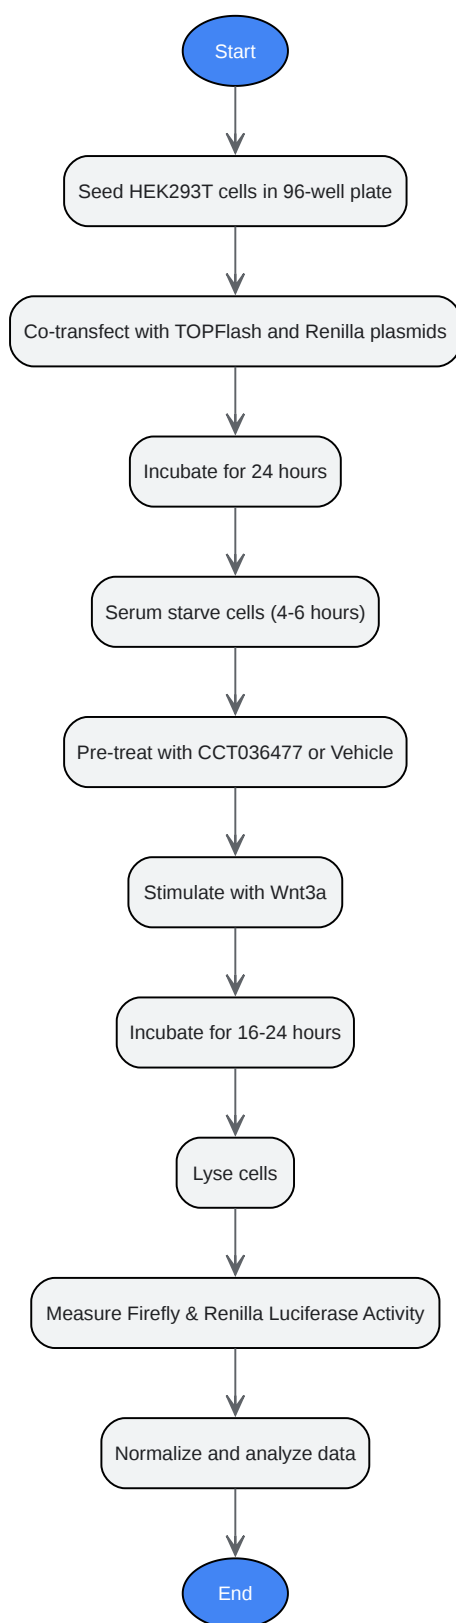 Start
Seed HEK293T cells in 96-well plate
Co-transfect with TOPFlash and Renilla plasmids
Incubate for 24 hours
Serum starve cells (4-6 hours)
Pre-treat with CCT036477 or Vehicle
Stimulate with Wnt3a
Incubate for 16-24 hours
Lyse cells
Measure Firefly & Renilla Luciferase Activity
Normalize and analyze data
End